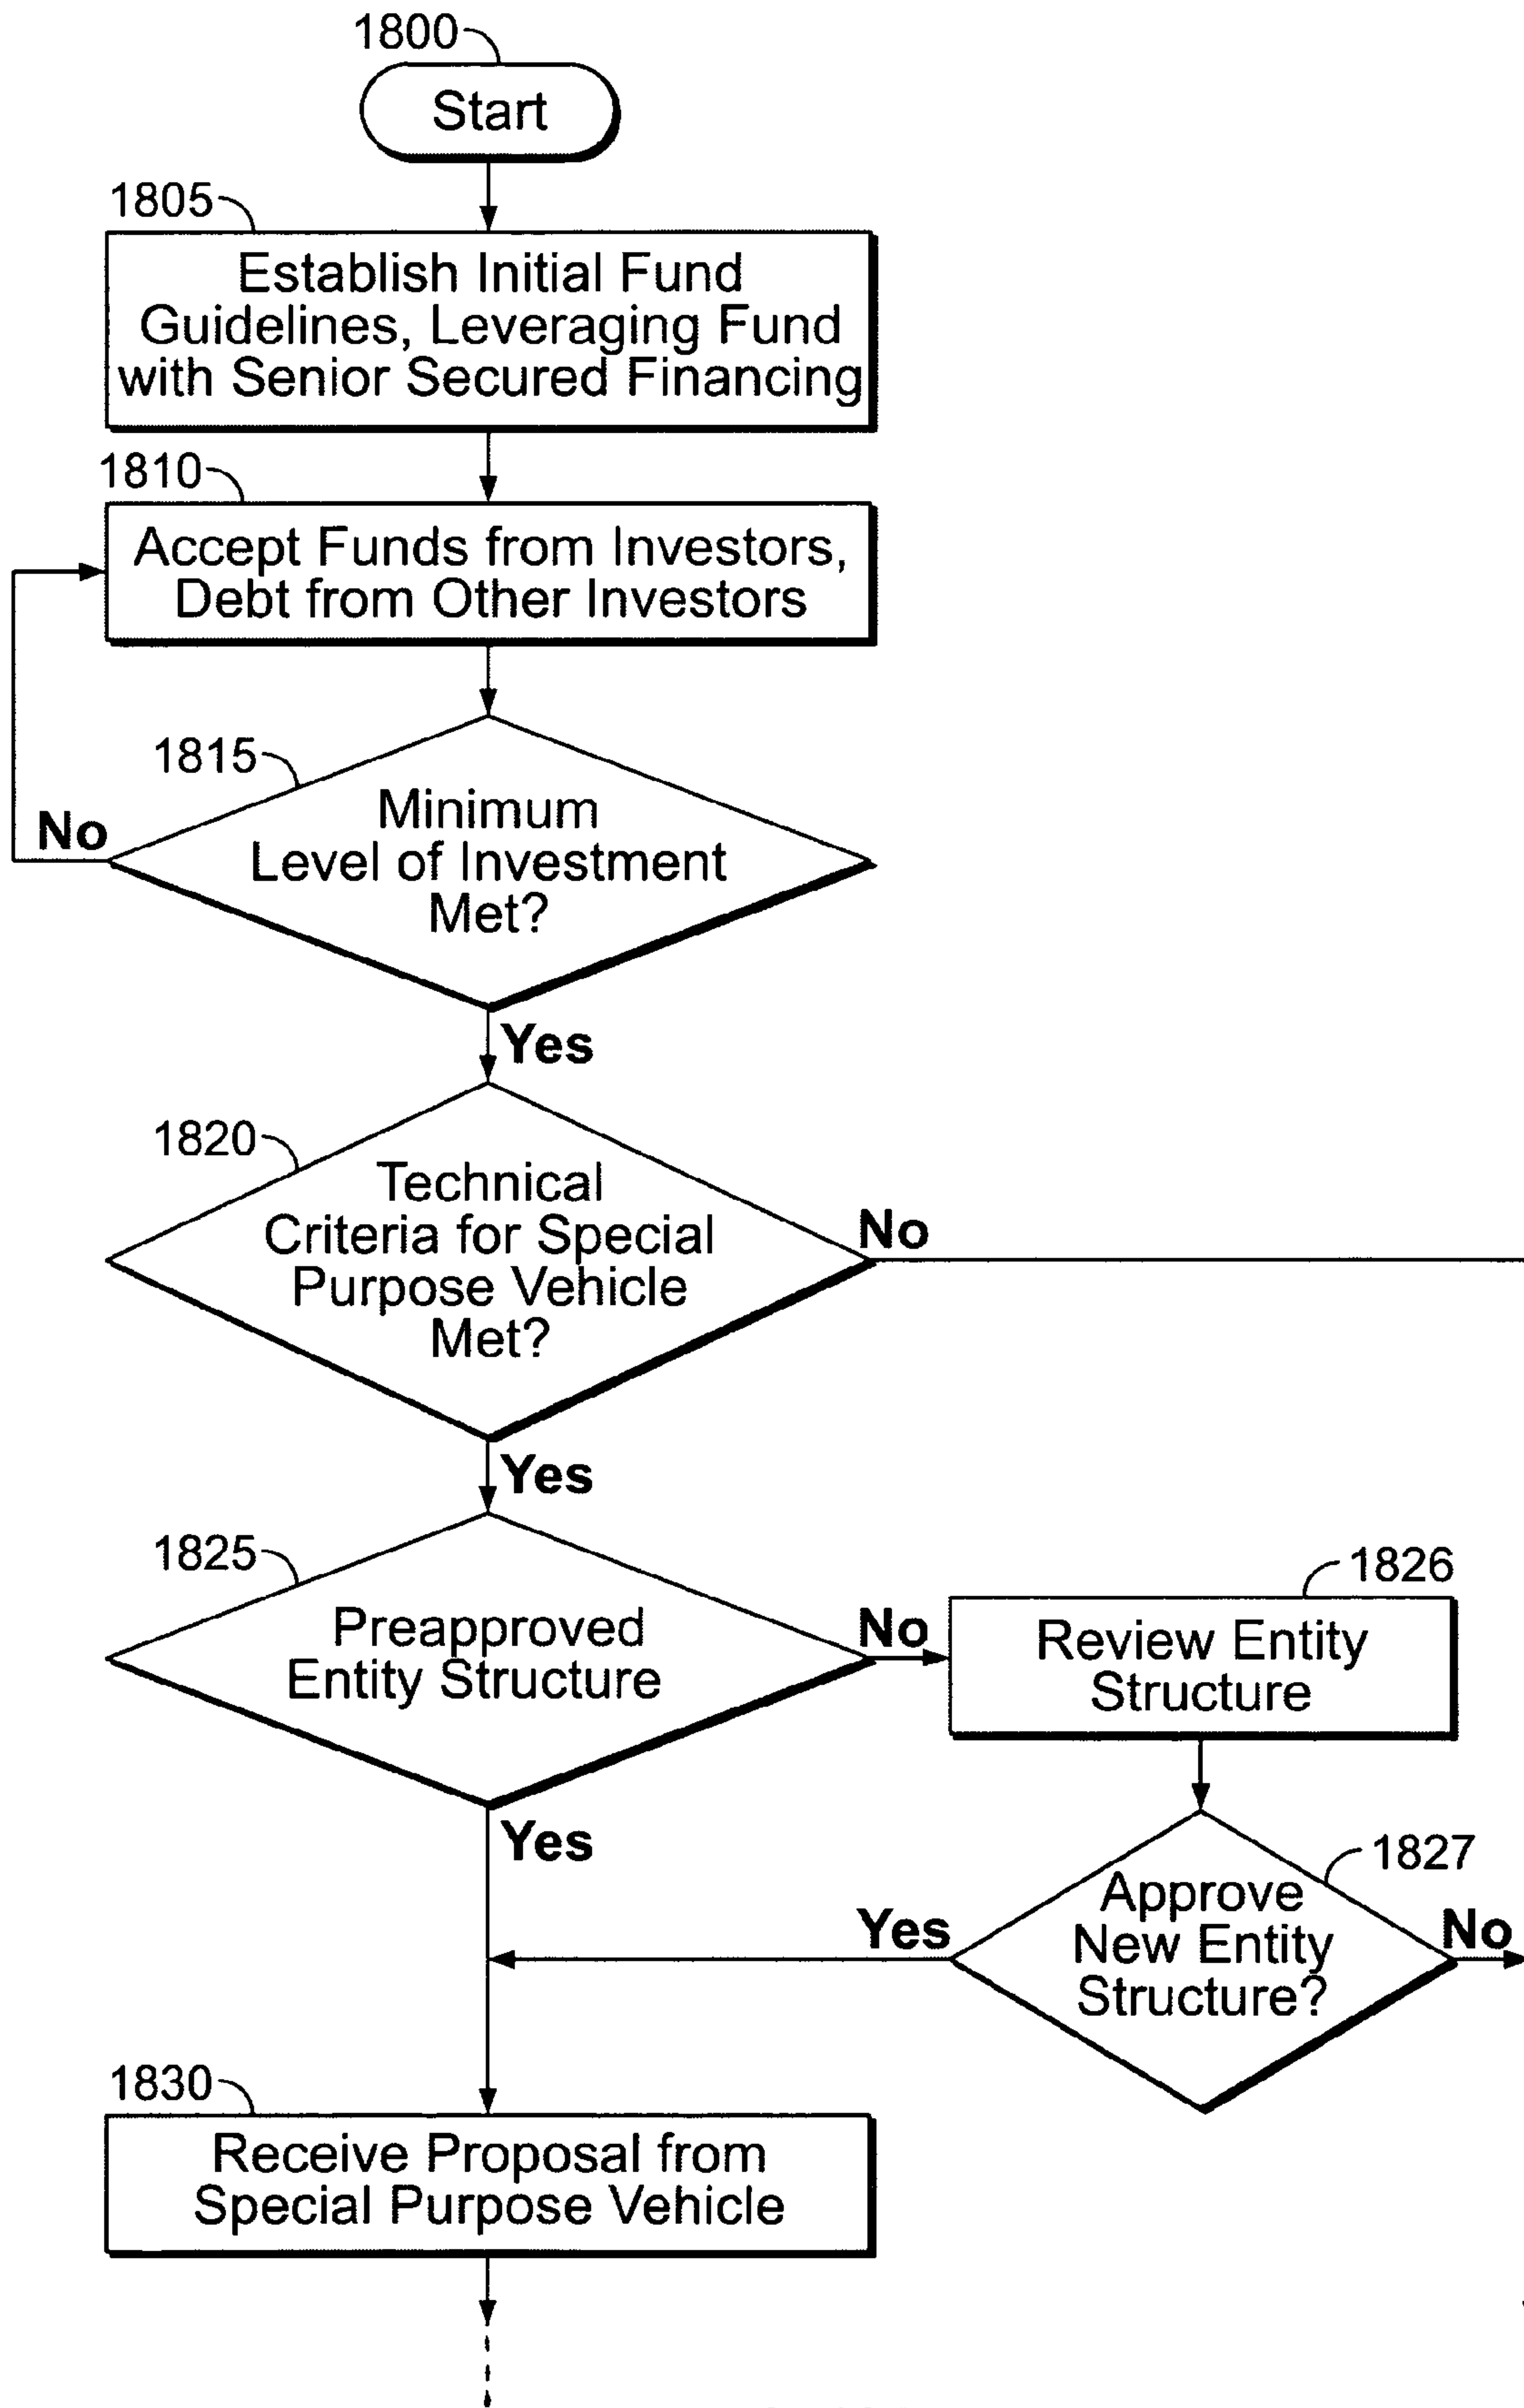 1800
Start
1805
Establish Initial Fund
Guidelines, Leveraging Fund
with Senior Secured Financing
1810
Accept Funds from Investors,
Debt from Other Investors
1815
Minimum
Level of Investment
Met?
No
Yes
1820
Technical
Criteria for Special
Purpose Vehicle
Met?
No
Yes
1825
Preapproved
Entity Structure
No
1826
Review Entity
Structure
Yes
1827
Approve
New Entity
Structure?
Yes
No
1830
Receive Proposal from
Special Purpose Vehicle